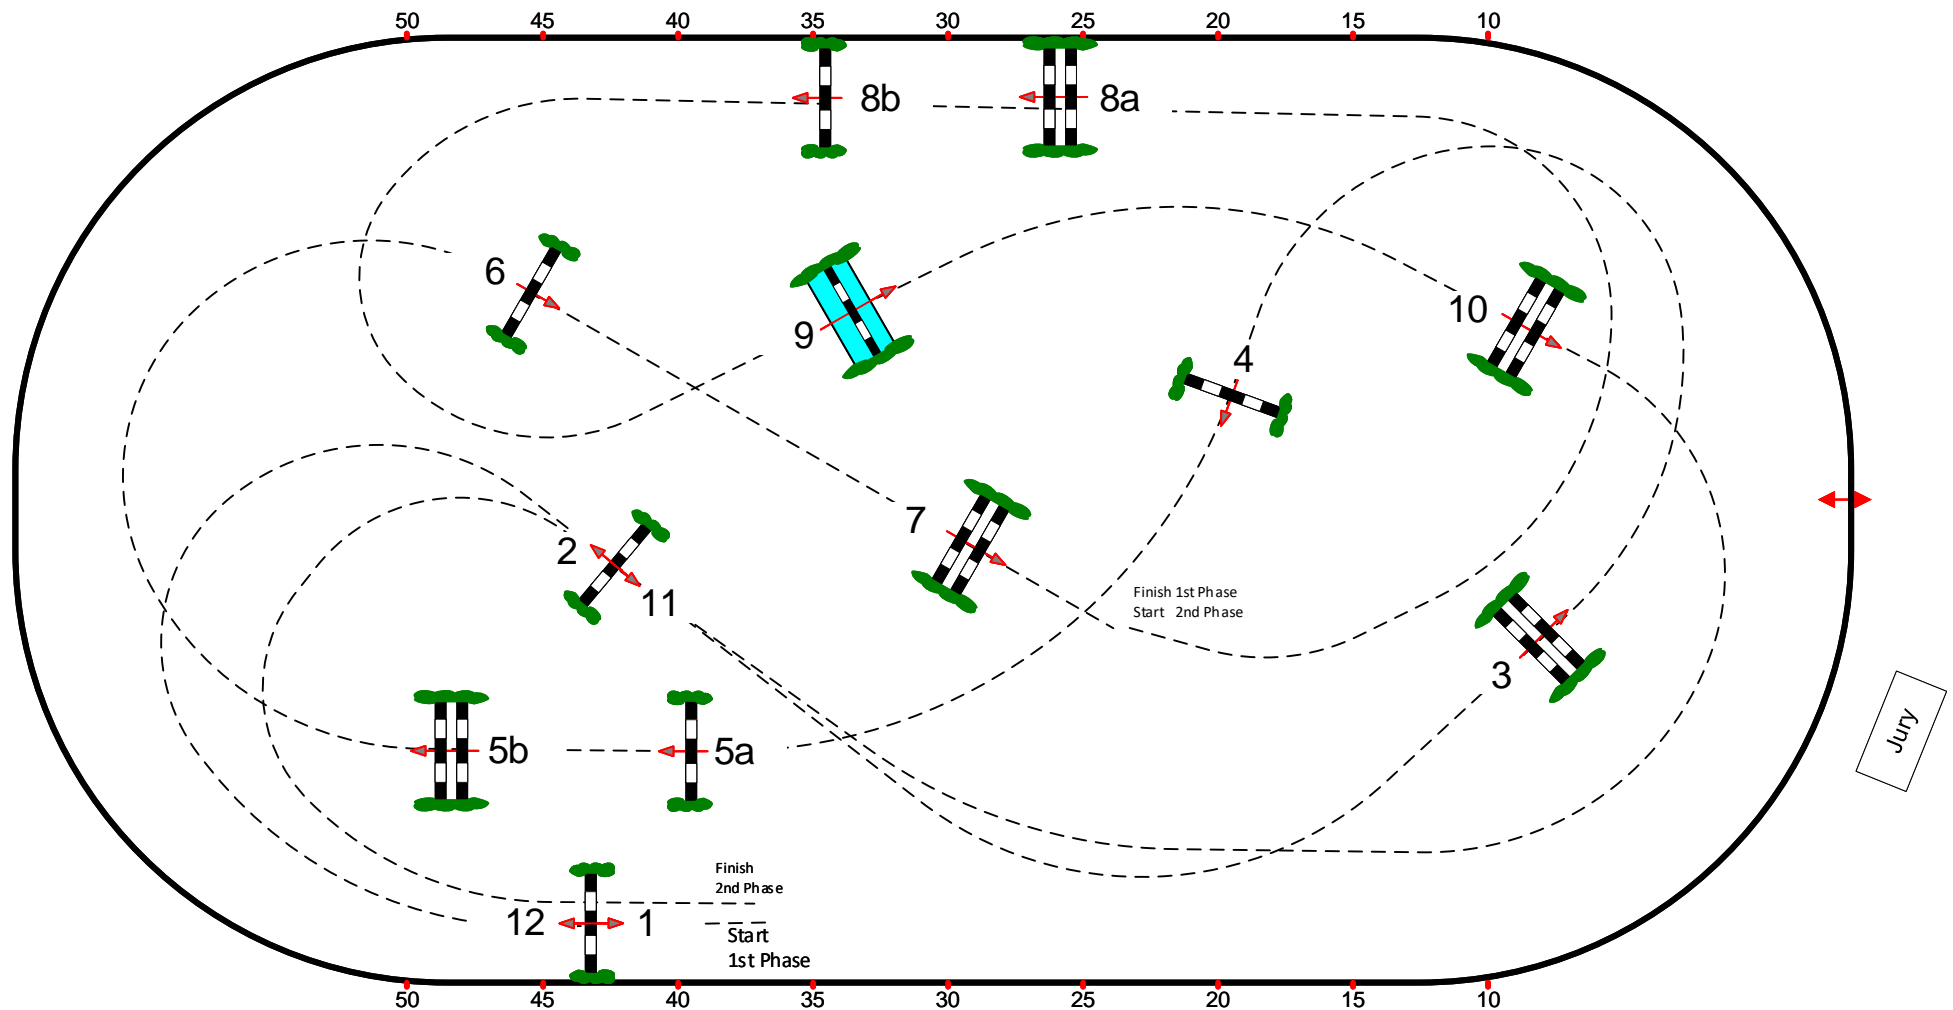 50 45 40 35 30 25 20 15 10
8b
8a
6
9
10
4
7
2
11
Finish 1st Phase
Start 2nd Phase
3
5b
5a
Jury
Finish
2nd Phase
12
1
Start
1st Phase
50 45 40 35 30 25 20 15 10